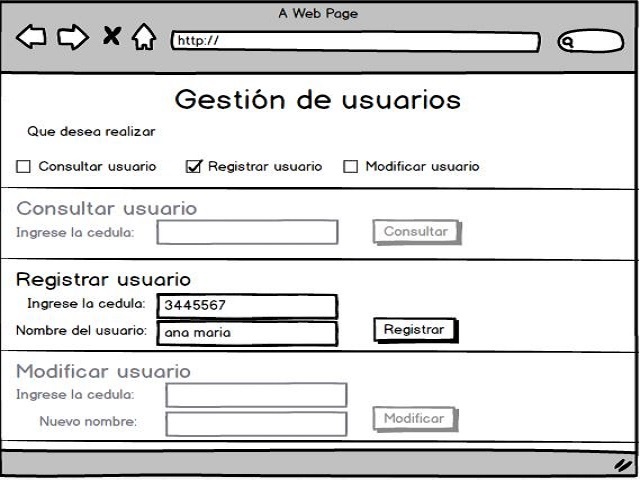 A Web Page
http://
Gestión de usuarios
Que desea realizar
Consultar usuario Registrar usuario Modificar usuario
Consultar usuario
Ingrese la cedula: Consultar
Registrar usuario
Ingrese la cedula: 3445567
Nombre del usuario: ana maria Registrar
Modificar usuario
Ingrese la cedula:
Nuevo nombre: Modificar